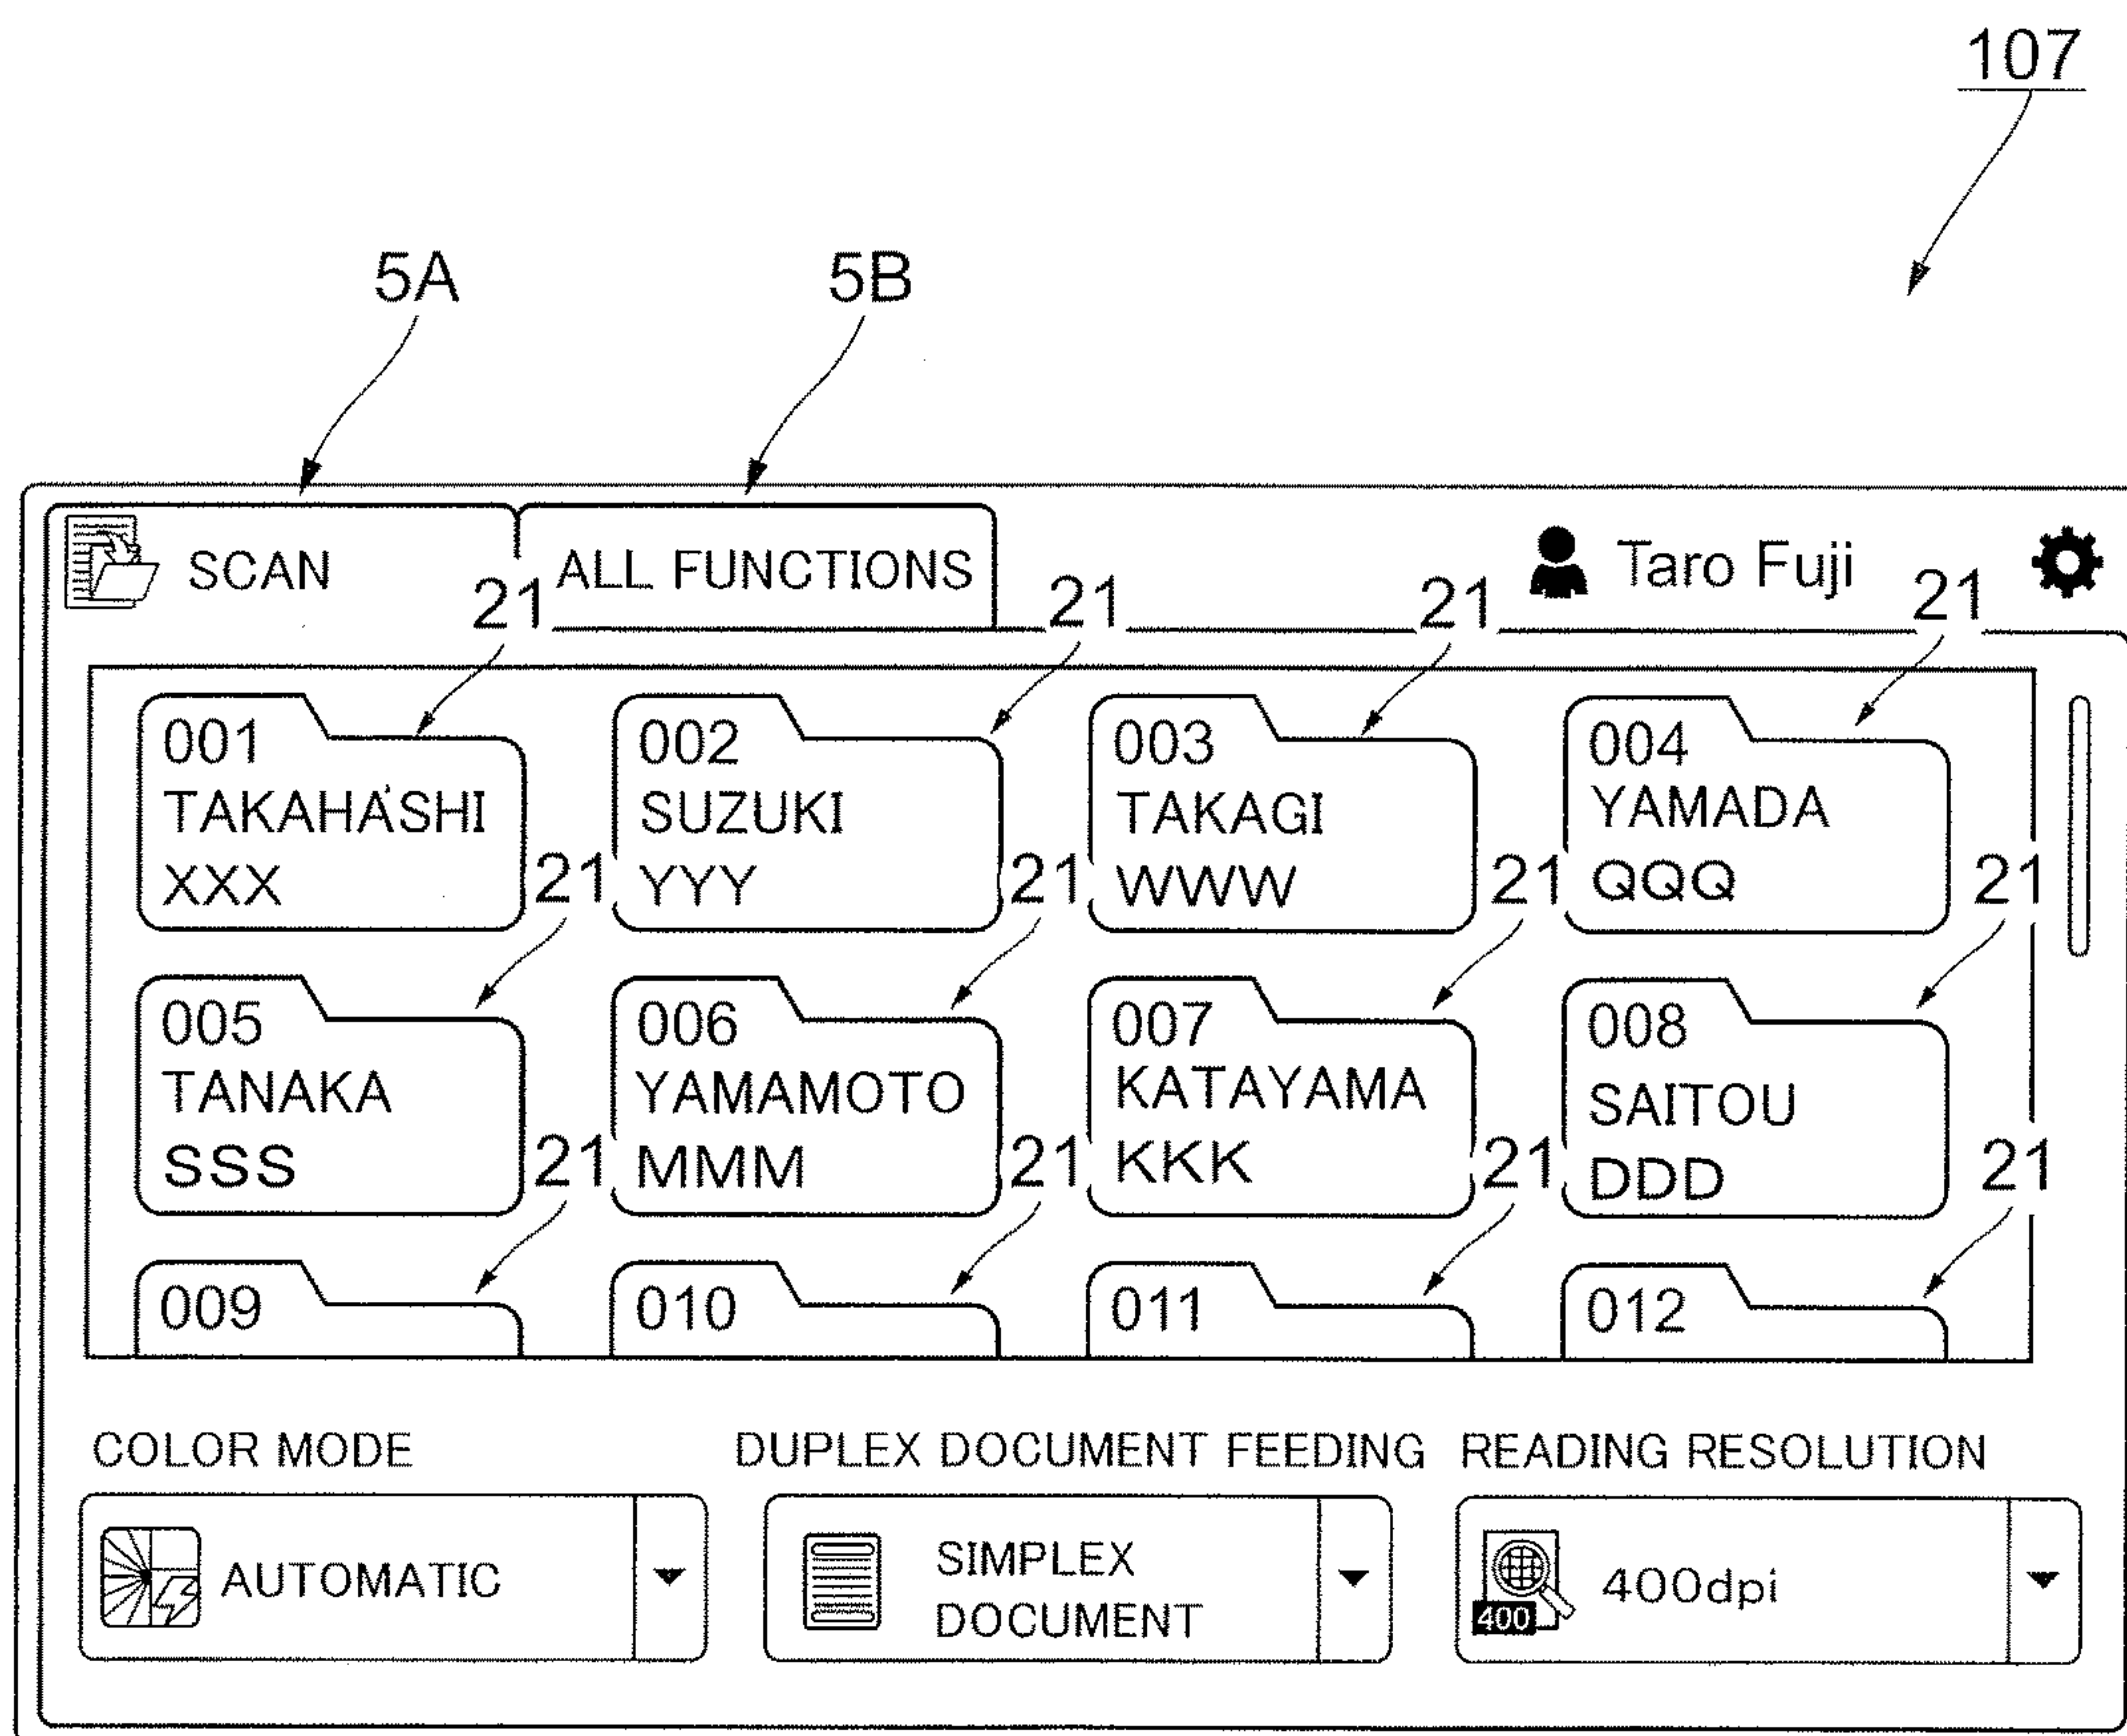 107
5A 5B
SCAN ALL FUNCTIONS Taro Fuji
21 21 21 21
001 002 003 004
TAKAHASHI SUZUKI TAKAGI YAMADA
XXX 21 YYY 21 WWW 21 QQQ 21
005 006 007 008
TANAKA YAMAMOTO KATAYAMA SAITOU
SSS 21 MMM 21 KKK 21 DDD 21
009 010 011 012
COLOR MODE DUPLEX DOCUMENT FEEDING READING RESOLUTION
AUTOMATIC SIMPLEX DOCUMENT 400 400dpi